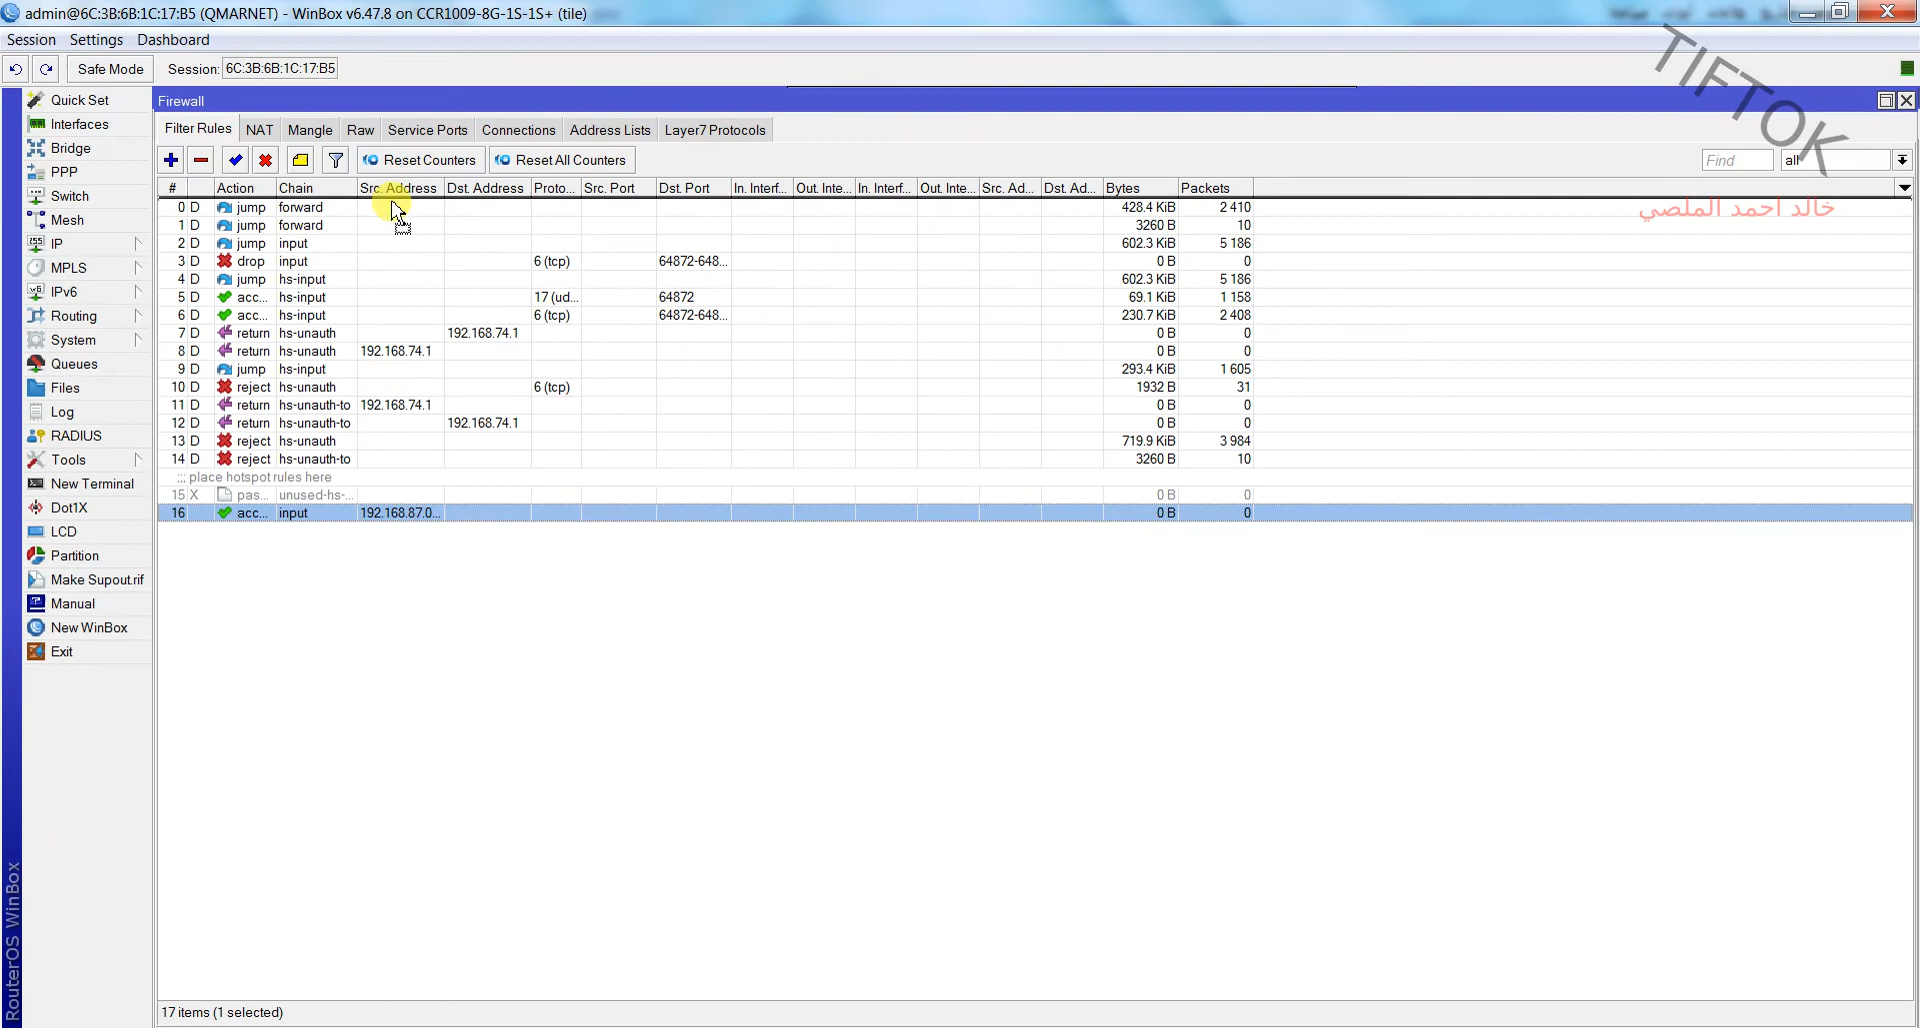 admin@6C:3B:6B:1C:17:B5 (QMARNET) - WinBox v6.47.8 on CCR1009-8G-1S-1S+ (tile)
Session Settings Dashboard
Safe Mode Session: 6C:3B:6B:1C:17:B5
TIFTOK
خالد احمد الملصي
Quick Set
Interfaces
Bridge
PPP
Switch
Mesh
IP
MPLS
IPv6
Routing
System
Queues
Files
Log
RADIUS
Tools
New Terminal
Dot1X
LCD
Partition
Make Supout.rif
Manual
New WinBox
Exit
RouterOS WinBox
Firewall
Filter Rules NAT Mangle Raw Service Ports Connections Address Lists Layer7 Protocols
Reset Counters Reset All Counters Find all
# Action Chain Src. Address Dst. Address Proto... Src. Port Dst. Port In. Interf... Out. Inte... In. Interf... Out. Inte... Src. Ad... Dst. Ad... Bytes Packets
0 D jump forward 428.4 KiB 2 410
1 D jump forward 3260 B 10
2 D jump input 602.3 KiB 5 186
3 D drop input 6 (tcp) 64872-648... 0 B 0
4 D jump hs-input 602.3 KiB 5 186
5 D acc... hs-input 17 (ud... 64872 69.1 KiB 1 158
6 D acc... hs-input 6 (tcp) 64872-648... 230.7 KiB 2 408
7 D return hs-unauth 192.168.74.1 0 B 0
8 D return hs-unauth 192.168.74.1 0 B 0
9 D jump hs-input 293.4 KiB 1 605
10 D reject hs-unauth 6 (tcp) 1932 B 31
11 D return hs-unauth-to 192.168.74.1 0 B 0
12 D return hs-unauth-to 192.168.74.1 0 B 0
13 D reject hs-unauth 719.9 KiB 3 984
14 D reject hs-unauth-to 3260 B 10
::: place hotspot rules here
15 X pas... unused-hs-... 0 B 0
16 acc... input 192.168.87.0... 0 B 0
17 items (1 selected)